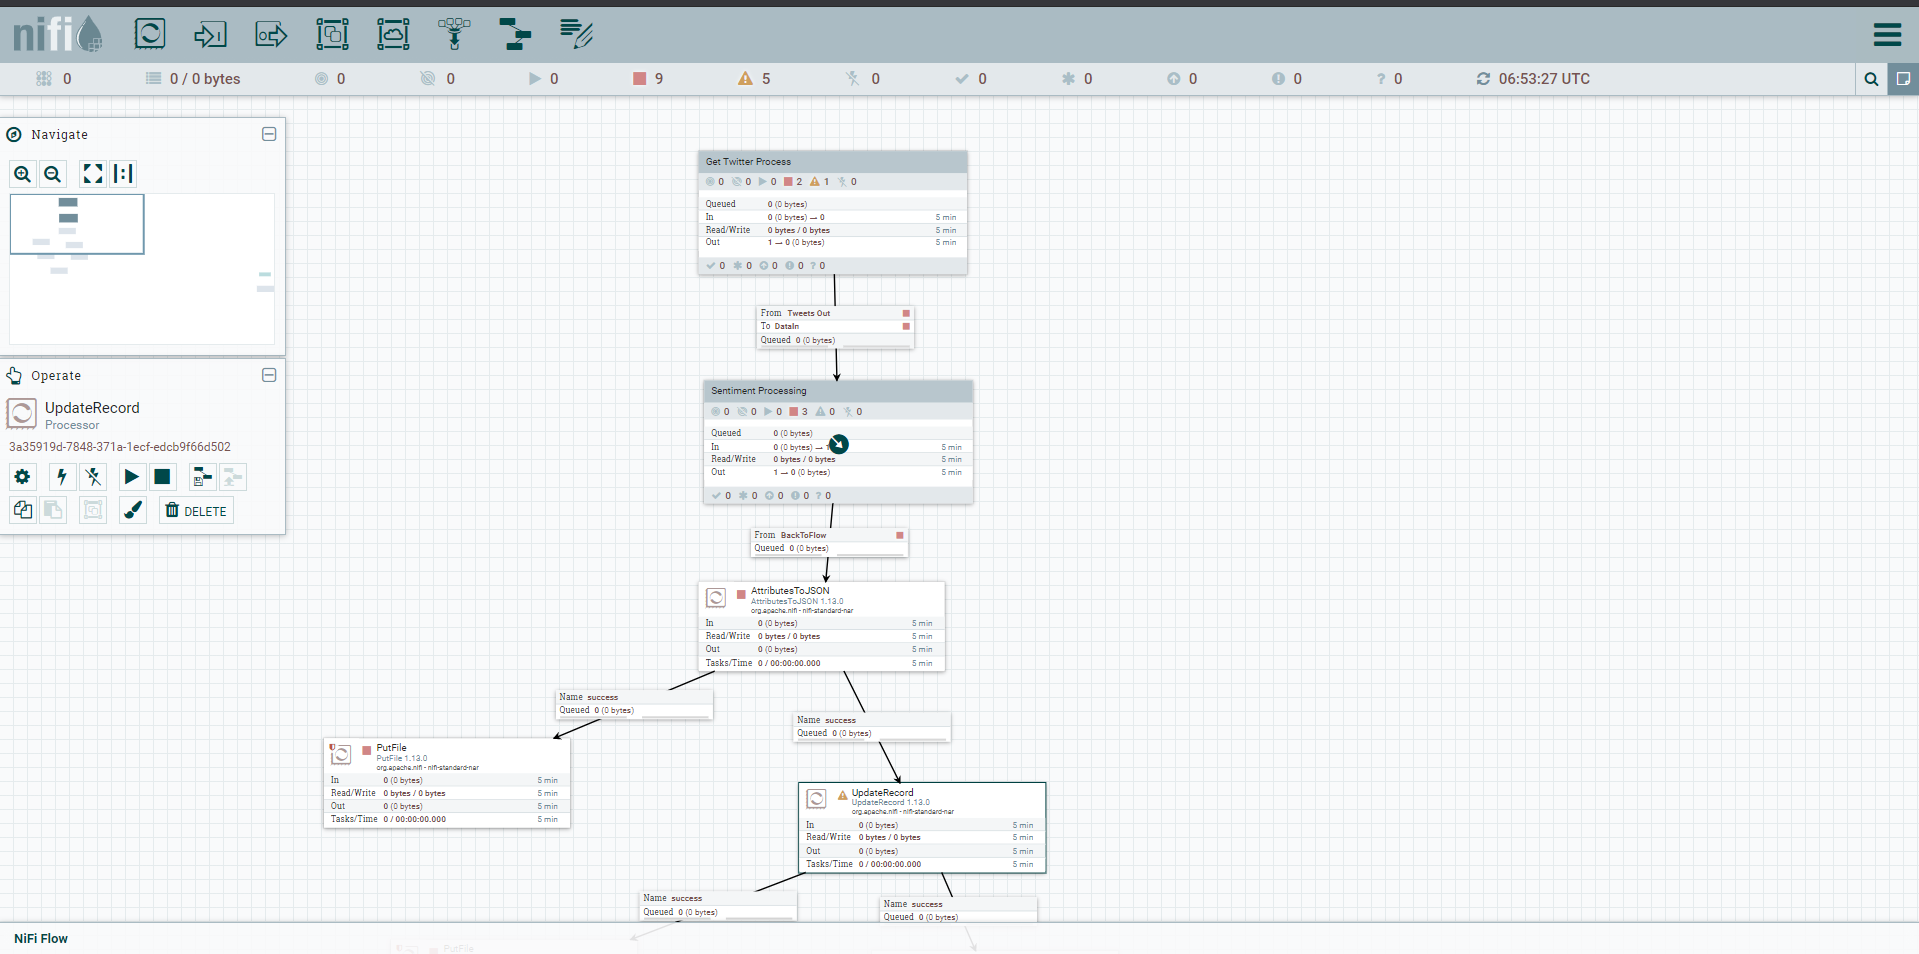 nifi
0
0 / 0 bytes
0
0
0
9
5
0
0
0
0
0
? 0
06:53:27 UTC
Navigate
Operate
UpdateRecord
Processor
3a35919d-7848-371a-1ecf-edcb9f66d502
DELETE
Get Twitter Process
0 0 0 2 1 0
Queued 0 (0 bytes)
In 0 (0 bytes) → 0 5 min
Read/Write 0 bytes / 0 bytes 5 min
Out 1 → 0 (0 bytes) 5 min
0 0 0 0 ? 0
From Tweets Out
To DataIn
Queued 0 (0 bytes)
Sentiment Processing
0 0 0 3 0 0
Queued 0 (0 bytes)
In 0 (0 bytes) → 5 min
Read/Write 0 bytes / 0 bytes 5 min
Out 1 → 0 (0 bytes) 5 min
0 0 0 0 ? 0
From BackToFlow
Queued 0 (0 bytes)
AttributesToJSON
AttributesToJSON 1.13.0
org.apache.nifi - nifi-standard-nar
In 0 (0 bytes) 5 min
Read/Write 0 bytes / 0 bytes 5 min
Out 0 (0 bytes) 5 min
Tasks/Time 0 / 00:00:00.000 5 min
Name success
Queued 0 (0 bytes)
Name success
Queued 0 (0 bytes)
PutFile
PutFile 1.13.0
org.apache.nifi - nifi-standard-nar
In 0 (0 bytes) 5 min
Read/Write 0 bytes / 0 bytes 5 min
Out 0 (0 bytes) 5 min
Tasks/Time 0 / 00:00:00.000 5 min
UpdateRecord
UpdateRecord 1.13.0
org.apache.nifi - nifi-standard-nar
In 0 (0 bytes) 5 min
Read/Write 0 bytes / 0 bytes 5 min
Out 0 (0 bytes) 5 min
Tasks/Time 0 / 00:00:00.000 5 min
Name success
Queued 0 (0 bytes)
Name success
Queued 0 (0 bytes)
NiFi Flow
PutFile